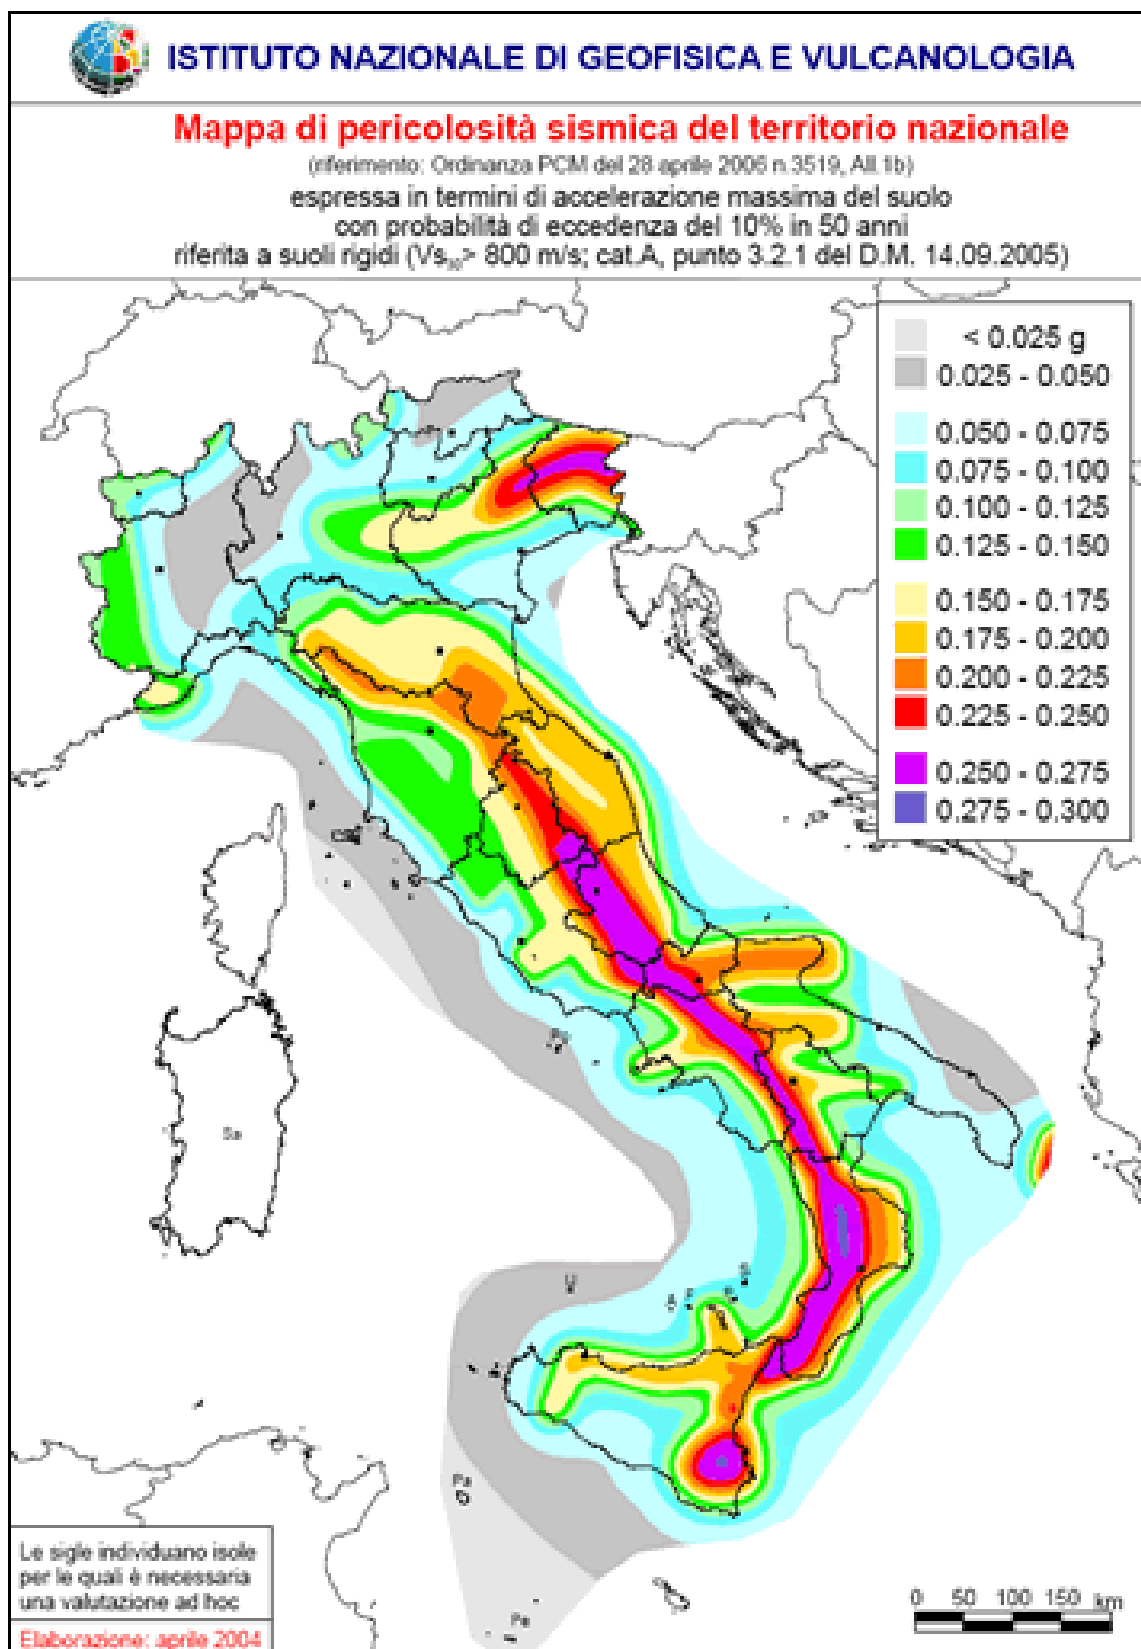 ISTITUTO NAZIONALE DI GEOFISICA E VULCANOLOGIA
Mappa di pericolosità sismica del territorio nazionale
(riferimento: Ordinanza PCM del 28 aprile 2006 n.3519, All.1b)
espressa in termini di accelerazione massima del suolo
con probabilità di eccedenza del 10% in 50 anni
riferita a suoli rigidi (Vs₃₀> 800 m/s; cat.A, punto 3.2.1 del D.M. 14.09.2005)
< 0.025 g
0.025 - 0.050
0.050 - 0.075
0.075 - 0.100
0.100 - 0.125
0.125 - 0.150
0.150 - 0.175
0.175 - 0.200
0.200 - 0.225
0.225 - 0.250
0.250 - 0.275
0.275 - 0.300
Sa
U
Pa
Pe
Le sigle individuano isole
per le quali è necessaria
una valutazione ad hoc
Elaborazione: aprile 2004
0 50 100 150 km